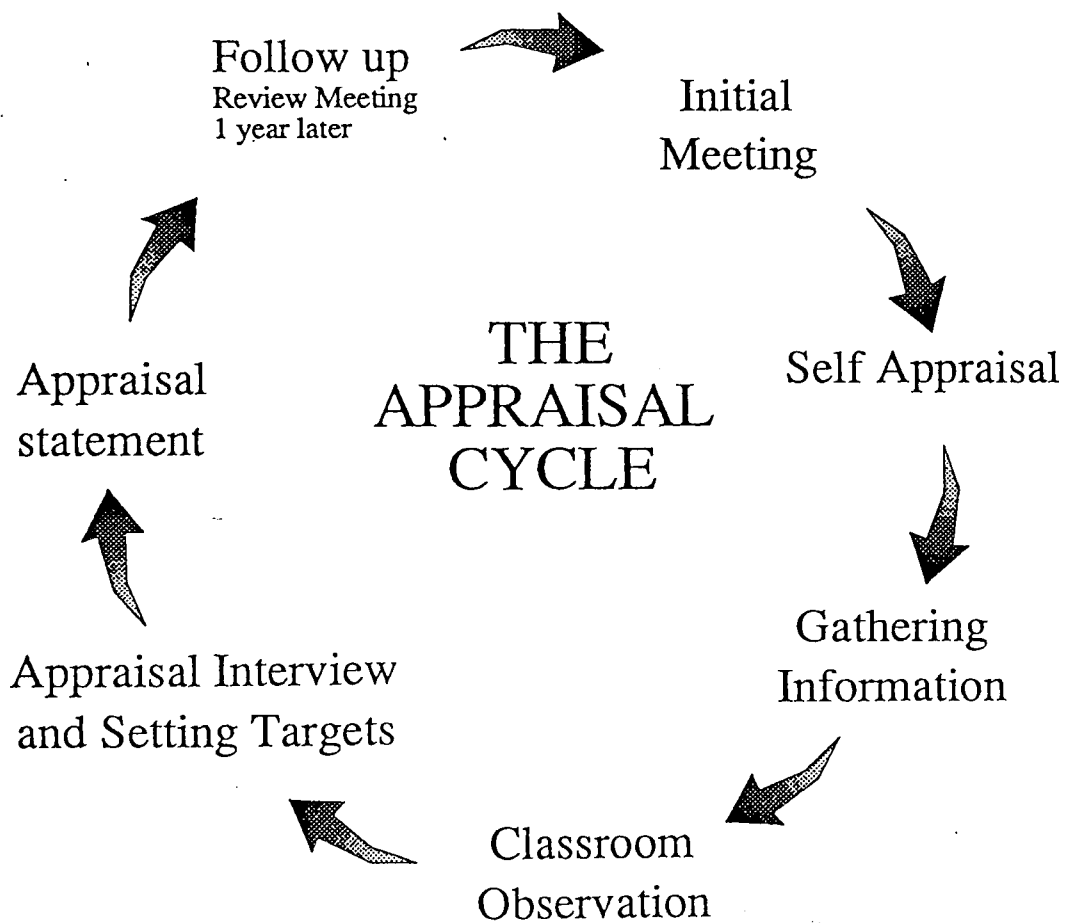 Follow up
Review Meeting
1 year later
Initial
Meeting
Self Appraisal
Gathering
Information
Classroom
Observation
Appraisal Interview
and Setting Targets
Appraisal
statement
THE
APPRAISAL
CYCLE